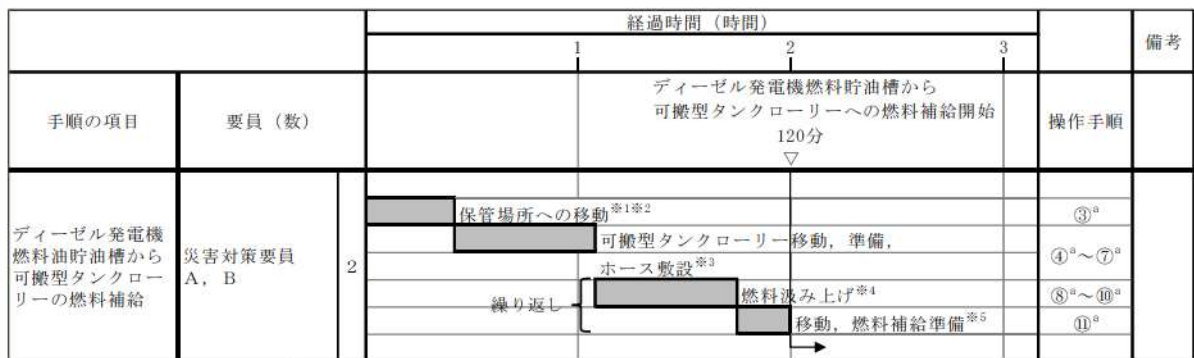 経過時間（時間）
備考
1 2 3
ディーゼル発電機燃料貯油槽から
可搬型タンクローリーへの燃料補給開始
120分
▽
手順の項目 要員（数） 操作手順
ディーゼル発電機
燃料油貯油槽から
可搬型タンクロー
リーの燃料補給
災害対策要員
A，B
2
保管場所への移動※1※2 ③a
可搬型タンクローリー移動，準備，
ホース敷設※3 ④a～⑦a
繰り返し
燃料汲み上げ※4 ⑧a～⑩a
移動，燃料補給準備※5 ⑪a